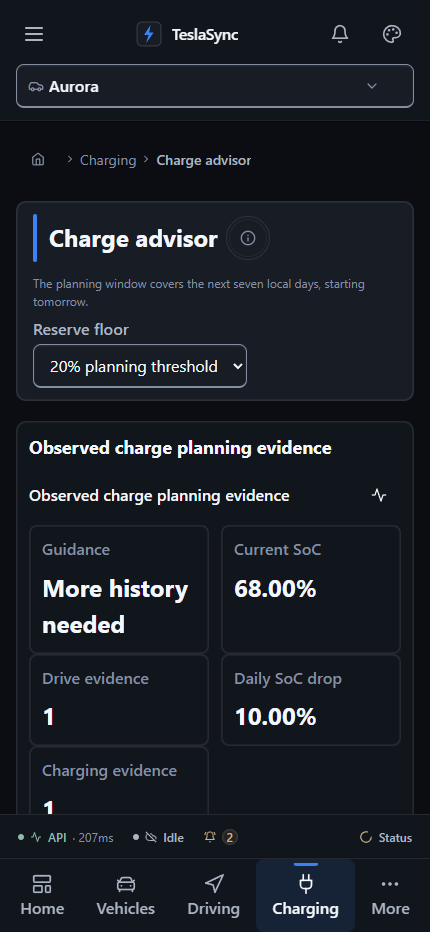 TeslaSync
Aurora
Charging
Charge advisor
Charge advisor
The planning window covers the next seven local days, starting
tomorrow.
Reserve floor
20% planning threshold
Observed charge planning evidence
Observed charge planning evidence
Guidance
More history
needed
Current SoC
68.00%
Drive evidence
1
Daily SoC drop
10.00%
Charging evidence
1
API · 207ms
Idle
2
Status
Home
Vehicles
Driving
Charging
More